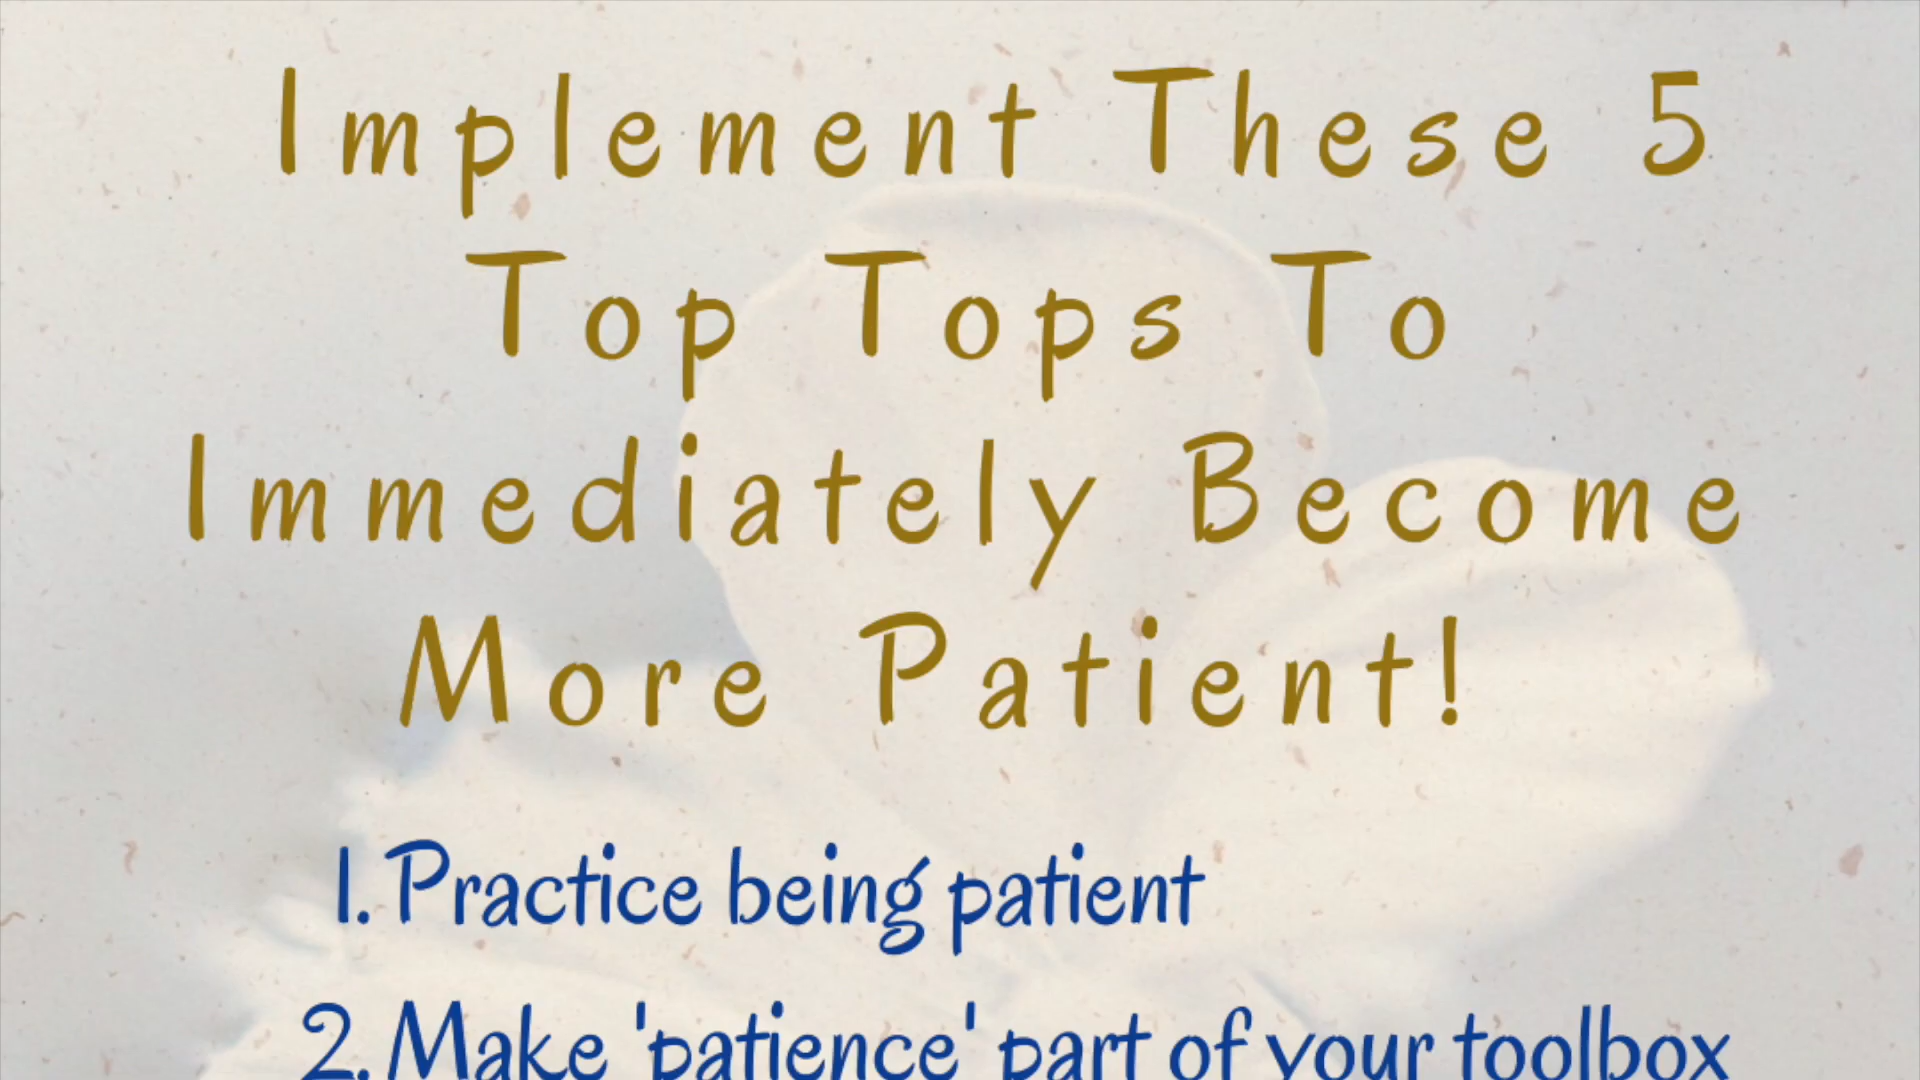 Implement These 5
Top Tops To
Immediately Become
More Patient!
1. Practice being patient
2. Make 'patience' part of your toolbox